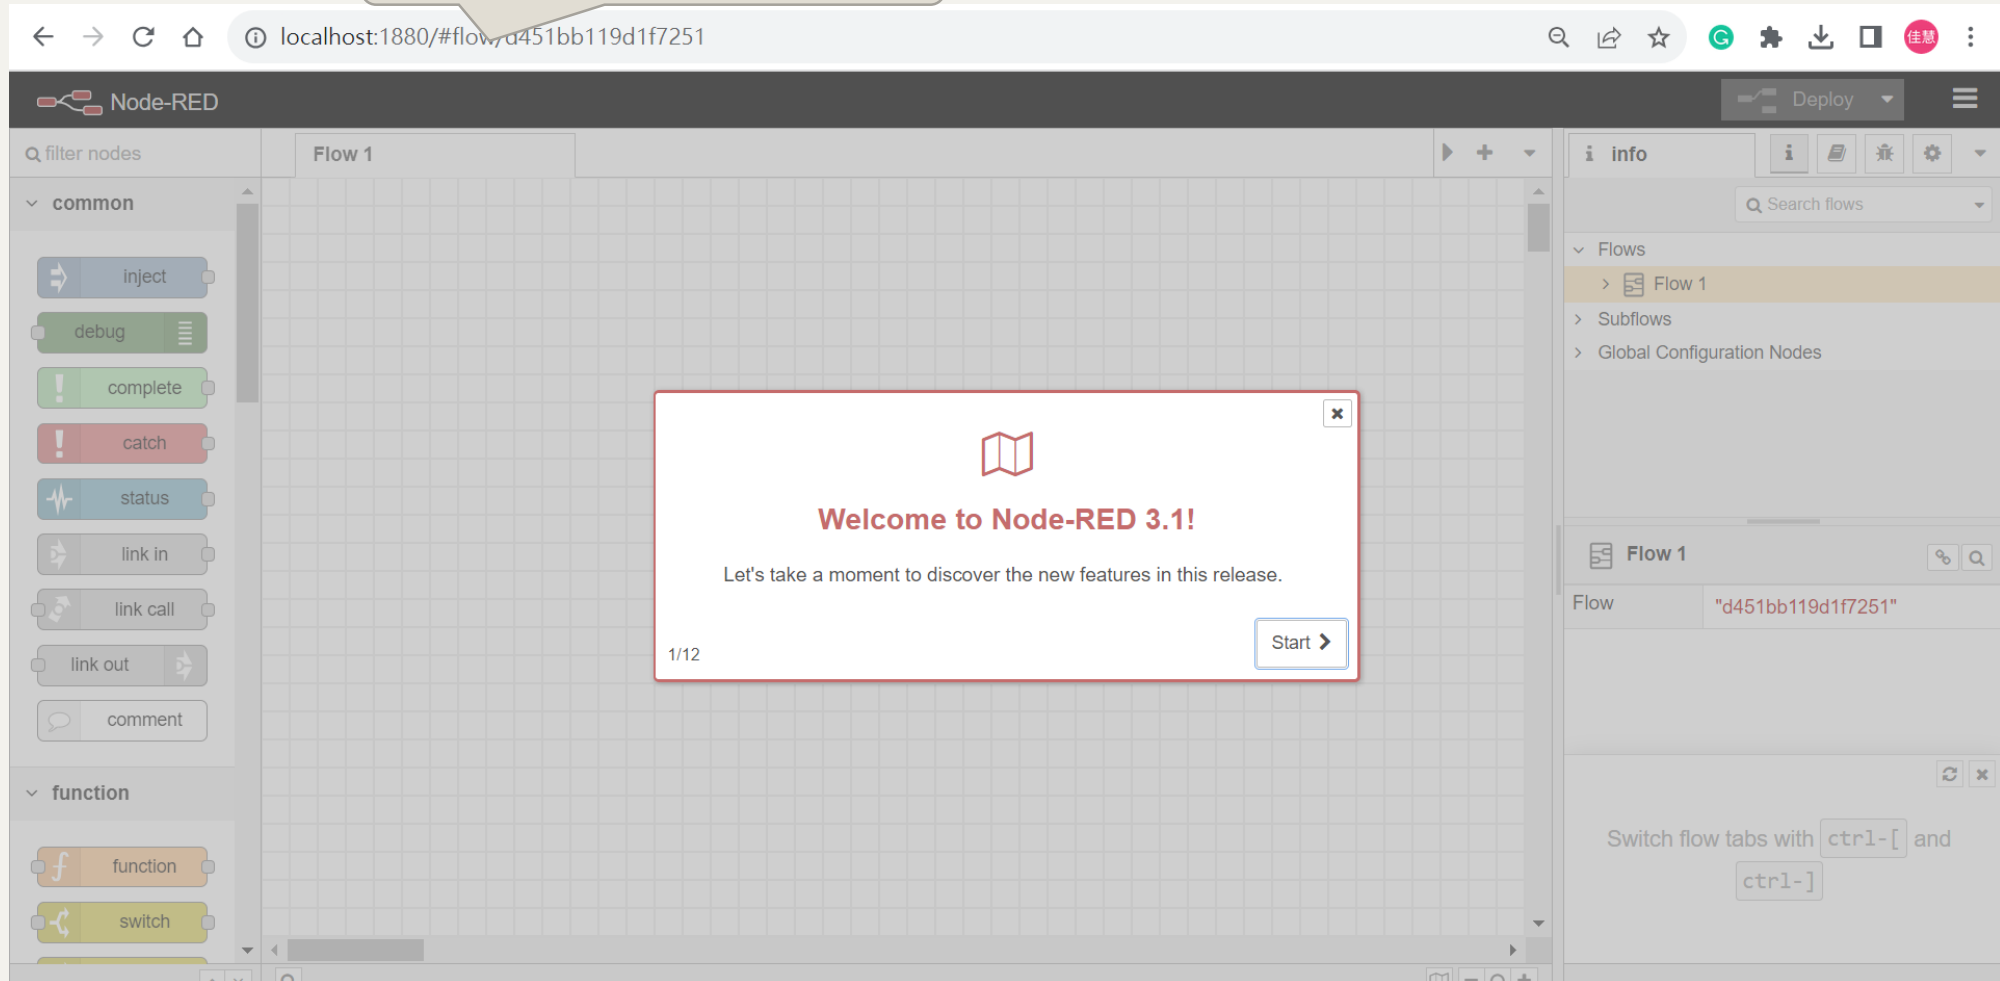 localhost:1880/#flow/d451bb119d1f7251
佳慧
Node-RED
Deploy
filter nodes
Flow 1
i info
common
Search flows
inject
Flows
Flow 1
debug
Subflows
Global Configuration Nodes
complete
catch
status
Welcome to Node-RED 3.1!
link in
Flow 1
Let's take a moment to discover the new features in this release.
link call
Flow "d451bb119d1f7251"
Start
1/12
link out
comment
function
Switch flow tabs with ctrl-[ and
ctrl-]
function
switch